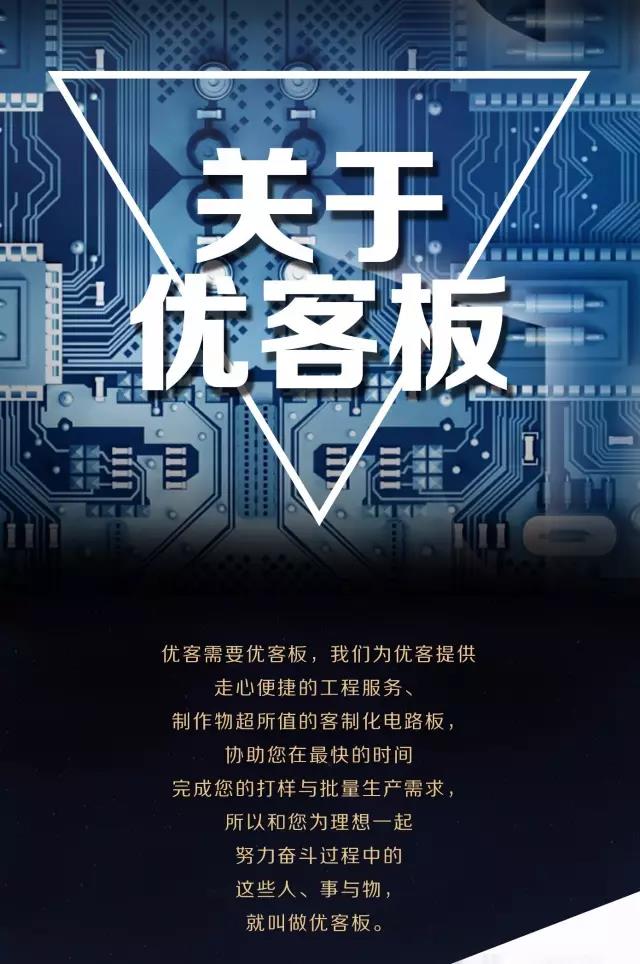 关于
优客板
优客需要优客板，我们为优客提供
走心便捷的工程服务、
制作物超所值的客制化电路板，
协助您在最快的时间
完成您的打样与批量生产需求，
所以和您为理想一起
努力奋斗过程中的
这些人、事与物，
就叫做优客板。